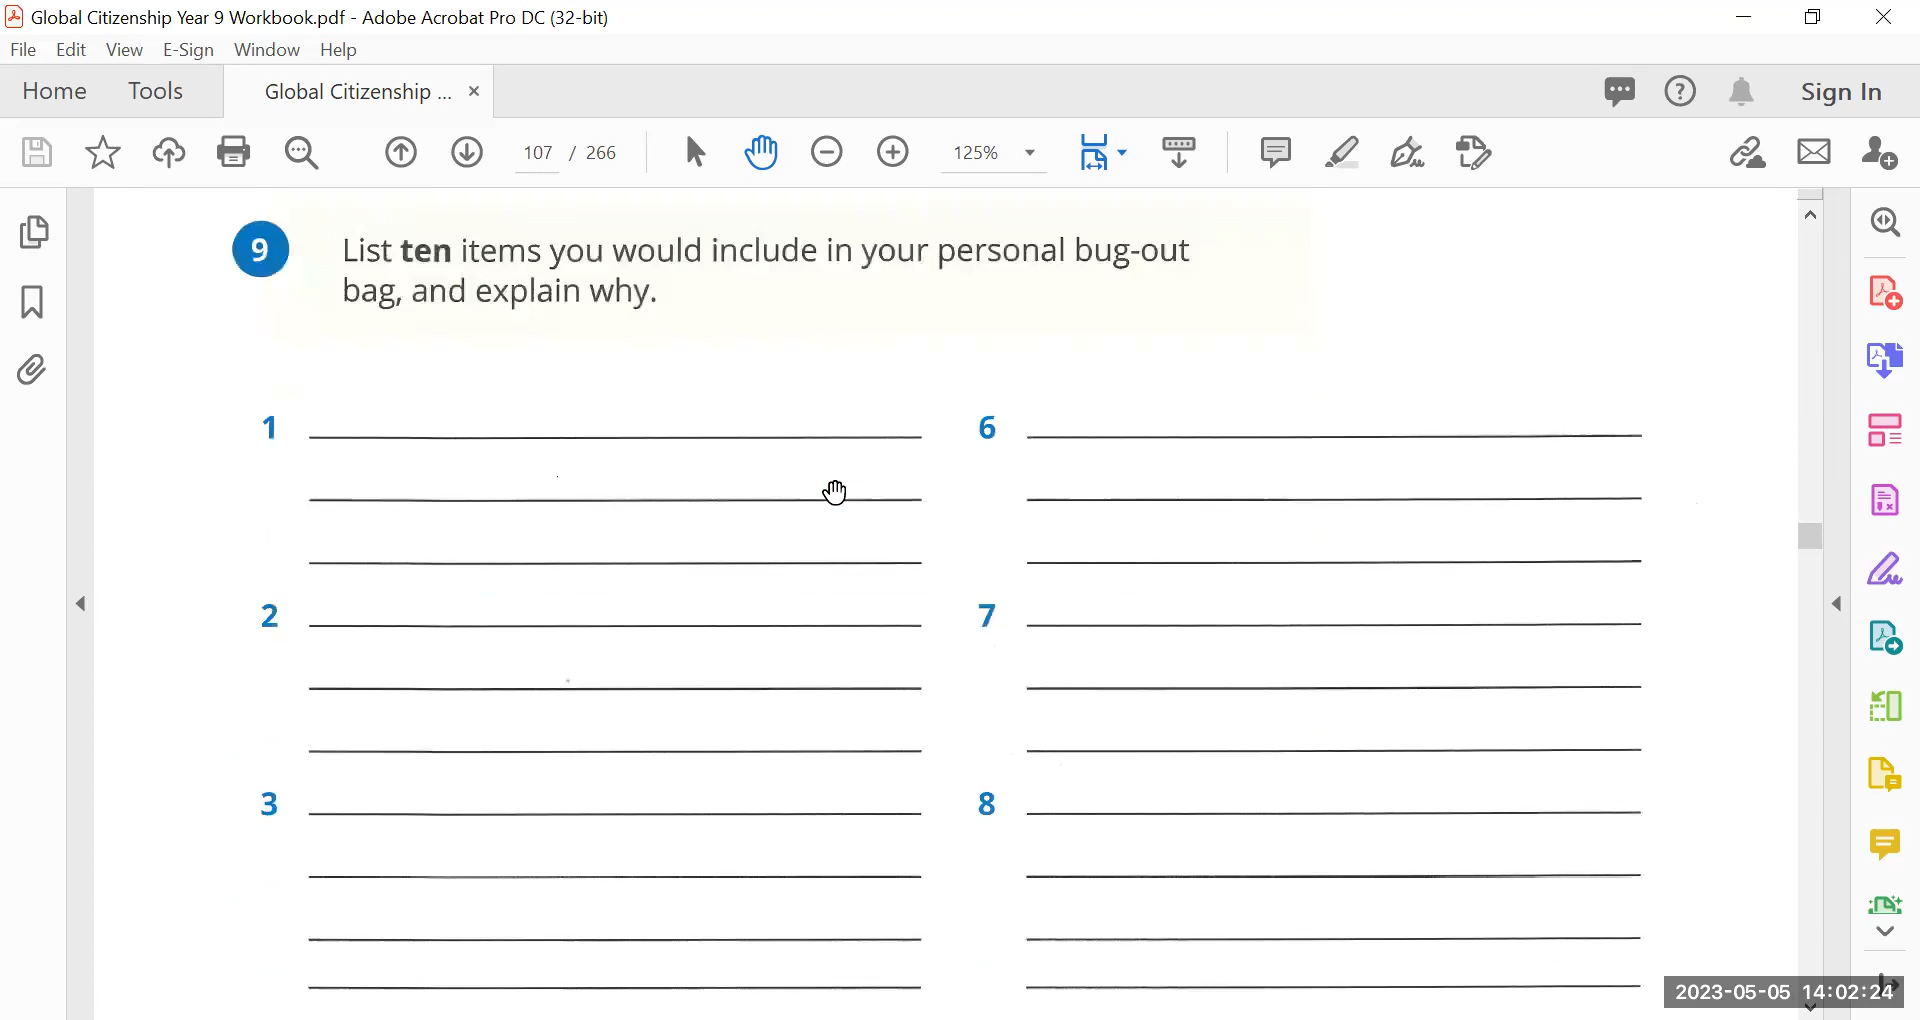 Global Citizenship Year 9 Workbook.pdf - Adobe Acrobat Pro DC (32-bit)
File Edit View E-Sign Window Help
Home Tools Global Citizenship ... × Sign In
107 / 266 125%
9 List ten items you would include in your personal bug-out
bag, and explain why.
1 6
2 7
3 8
2023-05-05 14:02:24